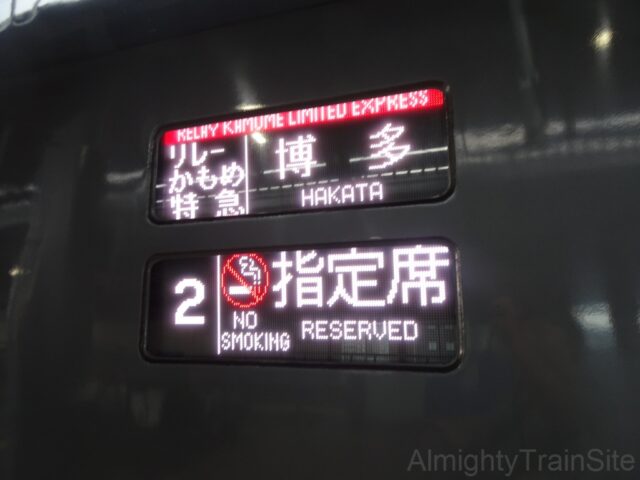 RELAY KAMOME LIMITED EXPRESS
リレー
かもめ
特急
博多
HAKATA
2
指定席
NO
SMOKING
RESERVED
AlmightyTrainSite